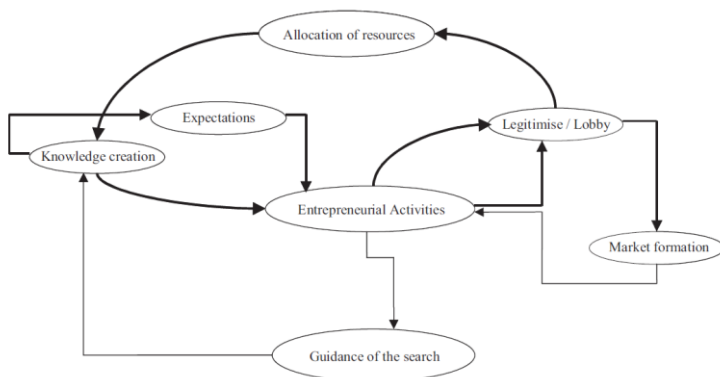 Allocation of resources
Expectations
Legitimise / Lobby
Knowledge creation
Entrepreneurial Activities
Market formation
Guidance of the search